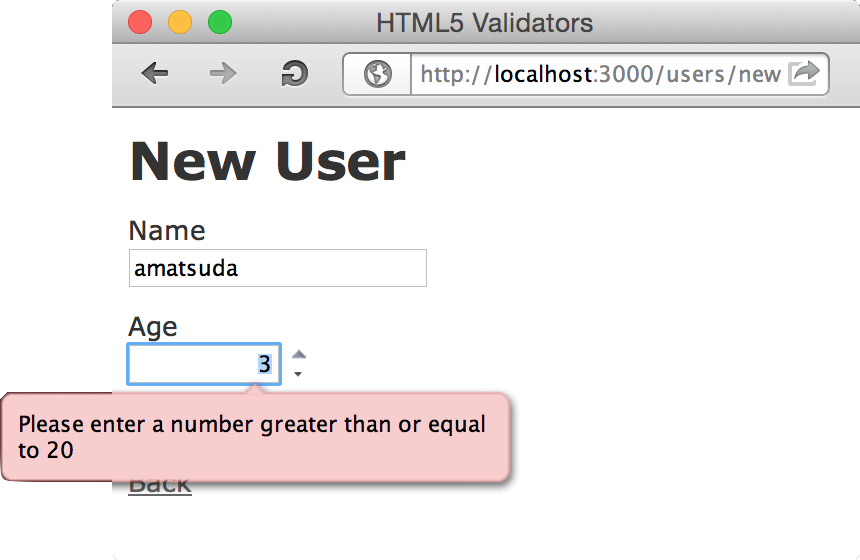 HTML5 Validators
http://localhost:3000/users/new
New User
Name
amatsuda
Age
3
Please enter a number greater than or equal
to 20
Back